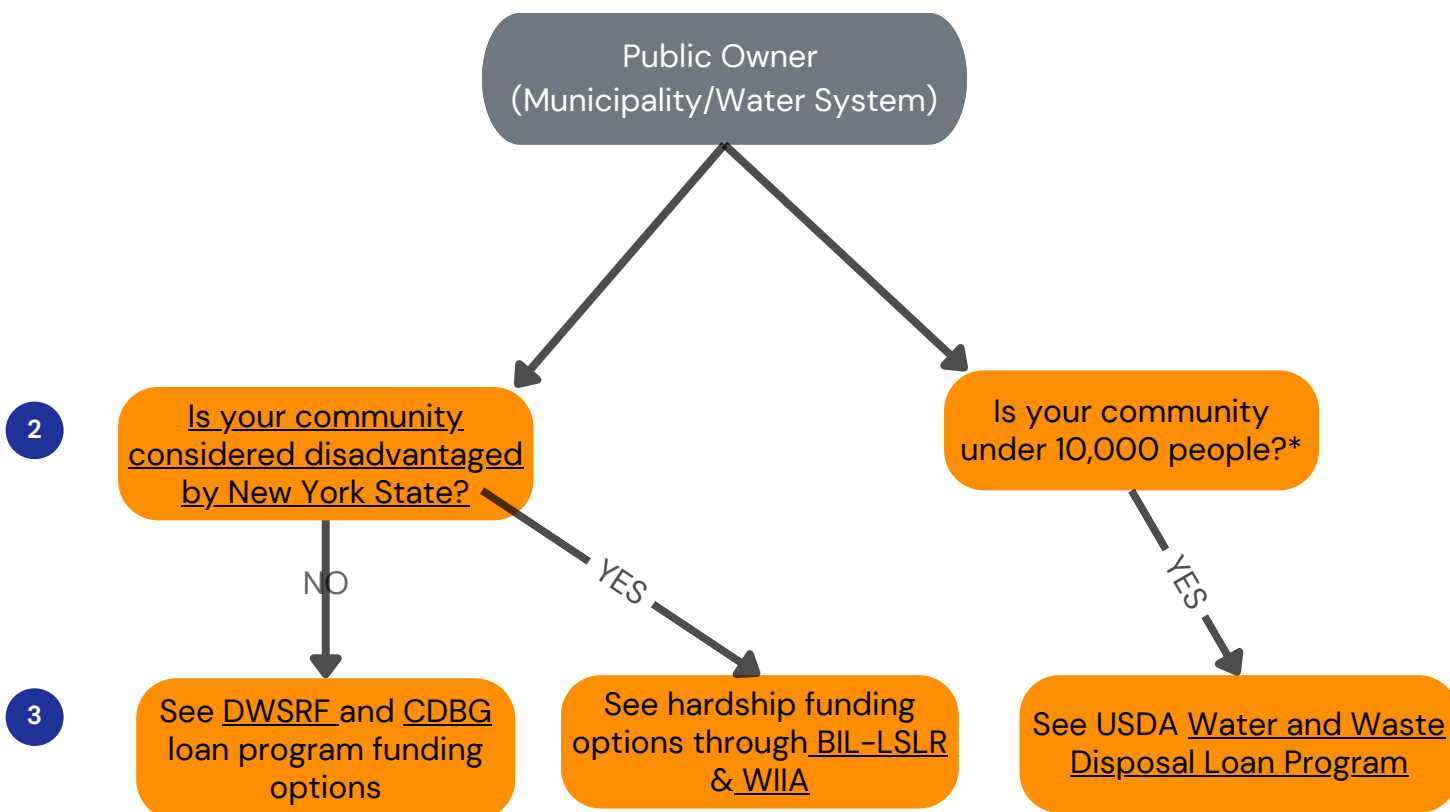 Public Owner
(Municipality/Water System)
2
Is your community
considered disadvantaged
by New York State?
Is your community
under 10,000 people?*
NO
YES
YES
3
See DWSRF and CDBG
loan program funding
options
See hardship funding
options through BIL-LSLR
& WIIA
See USDA Water and Waste
Disposal Loan Program